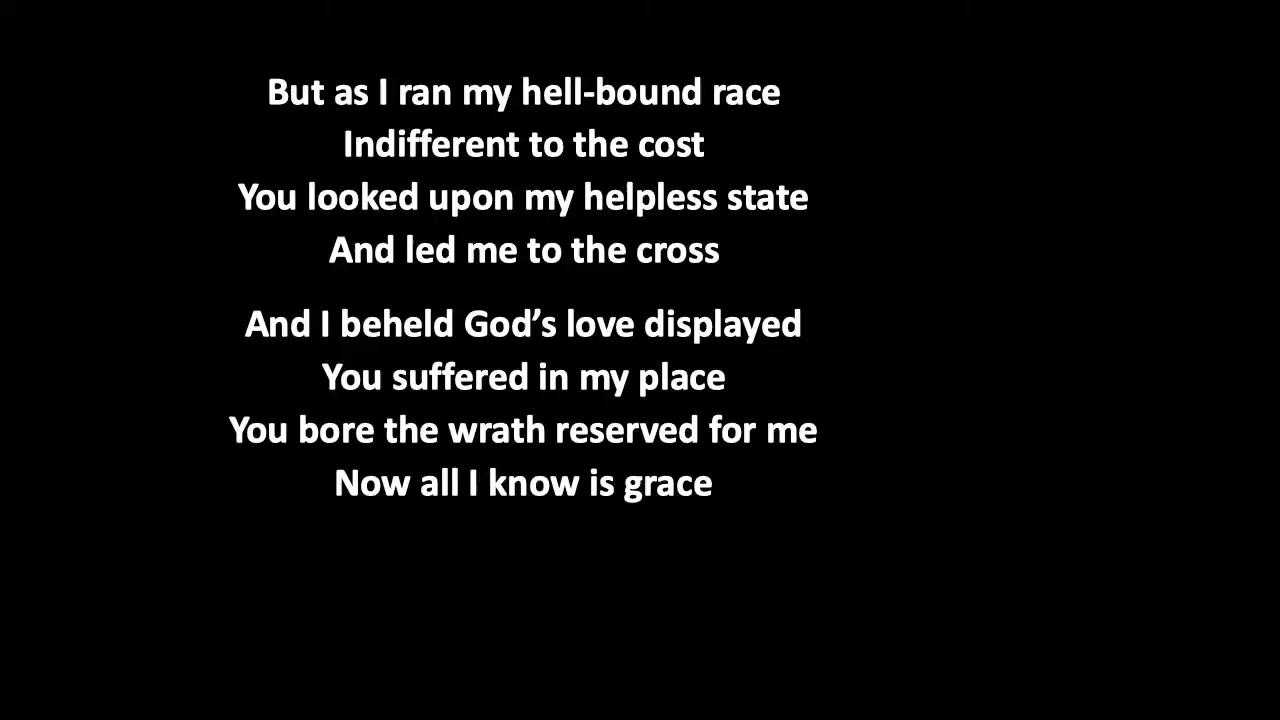 But as I ran my hell-bound race
Indifferent to the cost
You looked upon my helpless state
And led me to the cross
And I beheld God’s love displayed
You suffered in my place
You bore the wrath reserved for me
Now all I know is grace